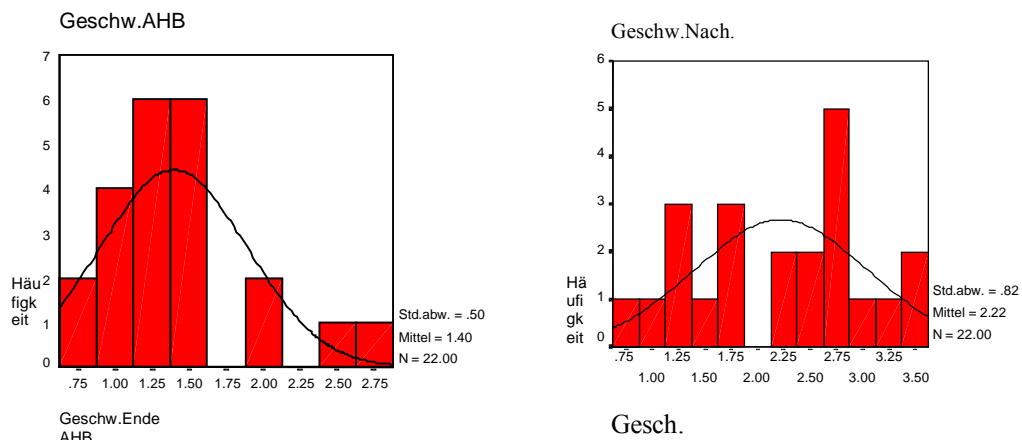 Geschw.AHB
7
6
5
4
3
2
1
0
Häu
figk
eit
.75 1.00 1.25 1.50 1.75 2.00 2.25 2.50 2.75
Std.abw. = .50
Mittel = 1.40
N = 22.00
Geschw.Ende
AHB
Geschw.Nach.
6
5
4
3
2
1
0
Hä
ufi
gk
eit
.75 1.25 1.75 2.25 2.75 3.25
1.00 1.50 2.00 2.50 3.00 3.50
Std.abw. = .82
Mittel = 2.22
N = 22.00
Gesch.